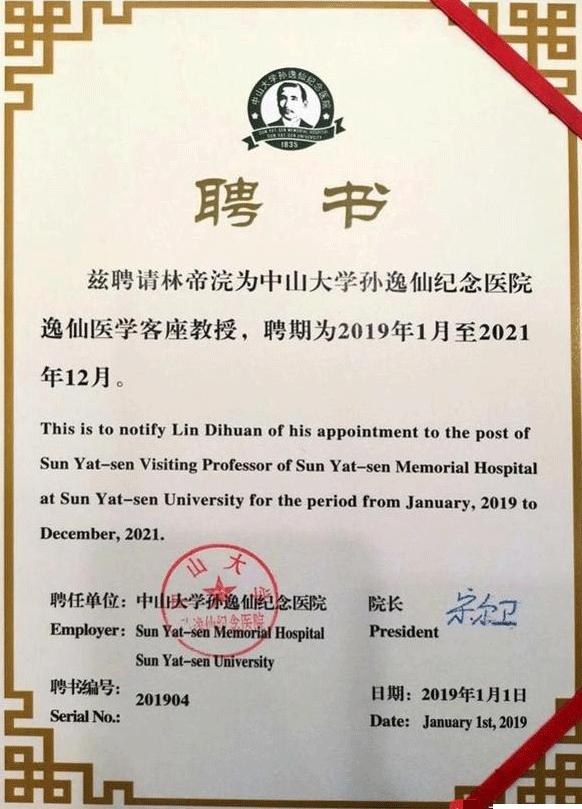 中山大学孙逸仙纪念医院
SUN YAT-SEN MEMORIAL HOSPITAL
SUN YAT-SEN UNIVERSITY
1835
聘 书
兹聘请林帝浣为中山大学孙逸仙纪念医院
逸仙医学客座教授，聘期为2019年1月至2021
年12月。
This is to notify Lin Dihuan of his appointment to the post of
Sun Yat-sen Visiting Professor of Sun Yat-sen Memorial Hospital
at Sun Yat-sen University for the period from January, 2019 to
December, 2021.
聘任单位：中山大学孙逸仙纪念医院
Employer: Sun Yat-sen Memorial Hospital
Sun Yat-sen University
院长
President
宋尔卫
聘书编号：
Serial No.:
201904
日期：2019年1月1日
Date: January 1st, 2019
山大
逸仙纪念医院